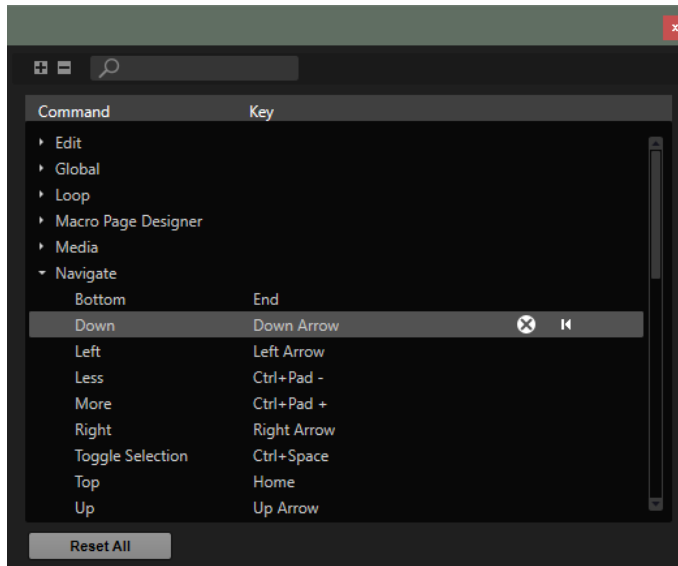 Command Key
Edit
Global
Loop
Macro Page Designer
Media
Navigate
Bottom End
Down Down Arrow
Left Left Arrow
Less Ctrl+Pad -
More Ctrl+Pad +
Right Right Arrow
Toggle Selection Ctrl+Space
Top Home
Up Up Arrow
Reset All